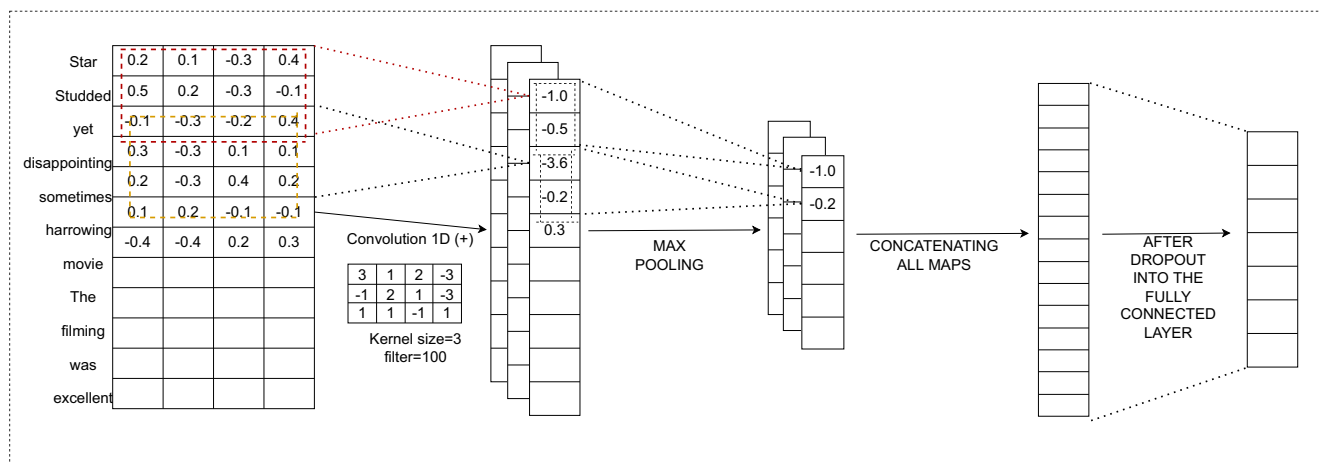 Star 0.2 0.1 -0.3 0.4
Studded 0.5 0.2 -0.3 -0.1
yet -0.1 -0.3 -0.2 0.4
disappointing 0.3 -0.3 0.1 0.1
sometimes 0.2 -0.3 0.4 0.2
harrowing 0.1 0.2 -0.1 -0.1
movie -0.4 -0.4 0.2 0.3
The
filming
was
excellent
Convolution 1D (+)
3 1 2 -3
-1 2 1 -3
1 1 -1 1
Kernel size=3
filter=100
-1.0
-0.5
-3.6
-0.2
0.3
MAX
POOLING
-1.0
-0.2
CONCATENATING
ALL MAPS
AFTER
DROPOUT
INTO THE
FULLY
CONNECTED
LAYER